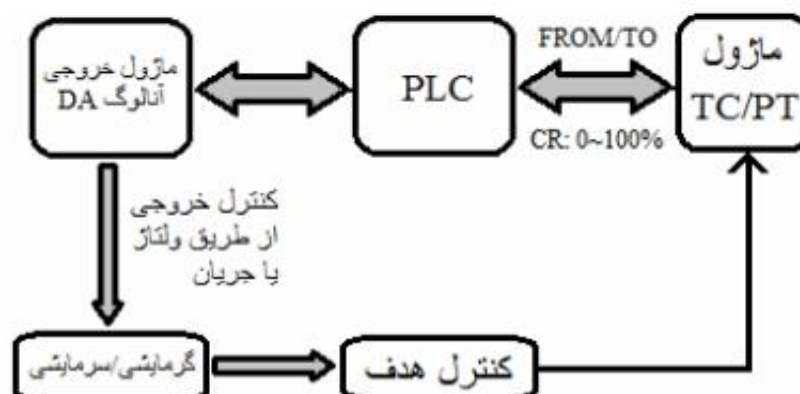 ماژول خروجی
آنالوگ DA
PLC
FROM/TO
CR: 0~100%
ماژول
TC/PT
کنترل خروجی
از طریق ولتاژ
یا جریان
گرمایشی/سرمایشی
کنترل هدف